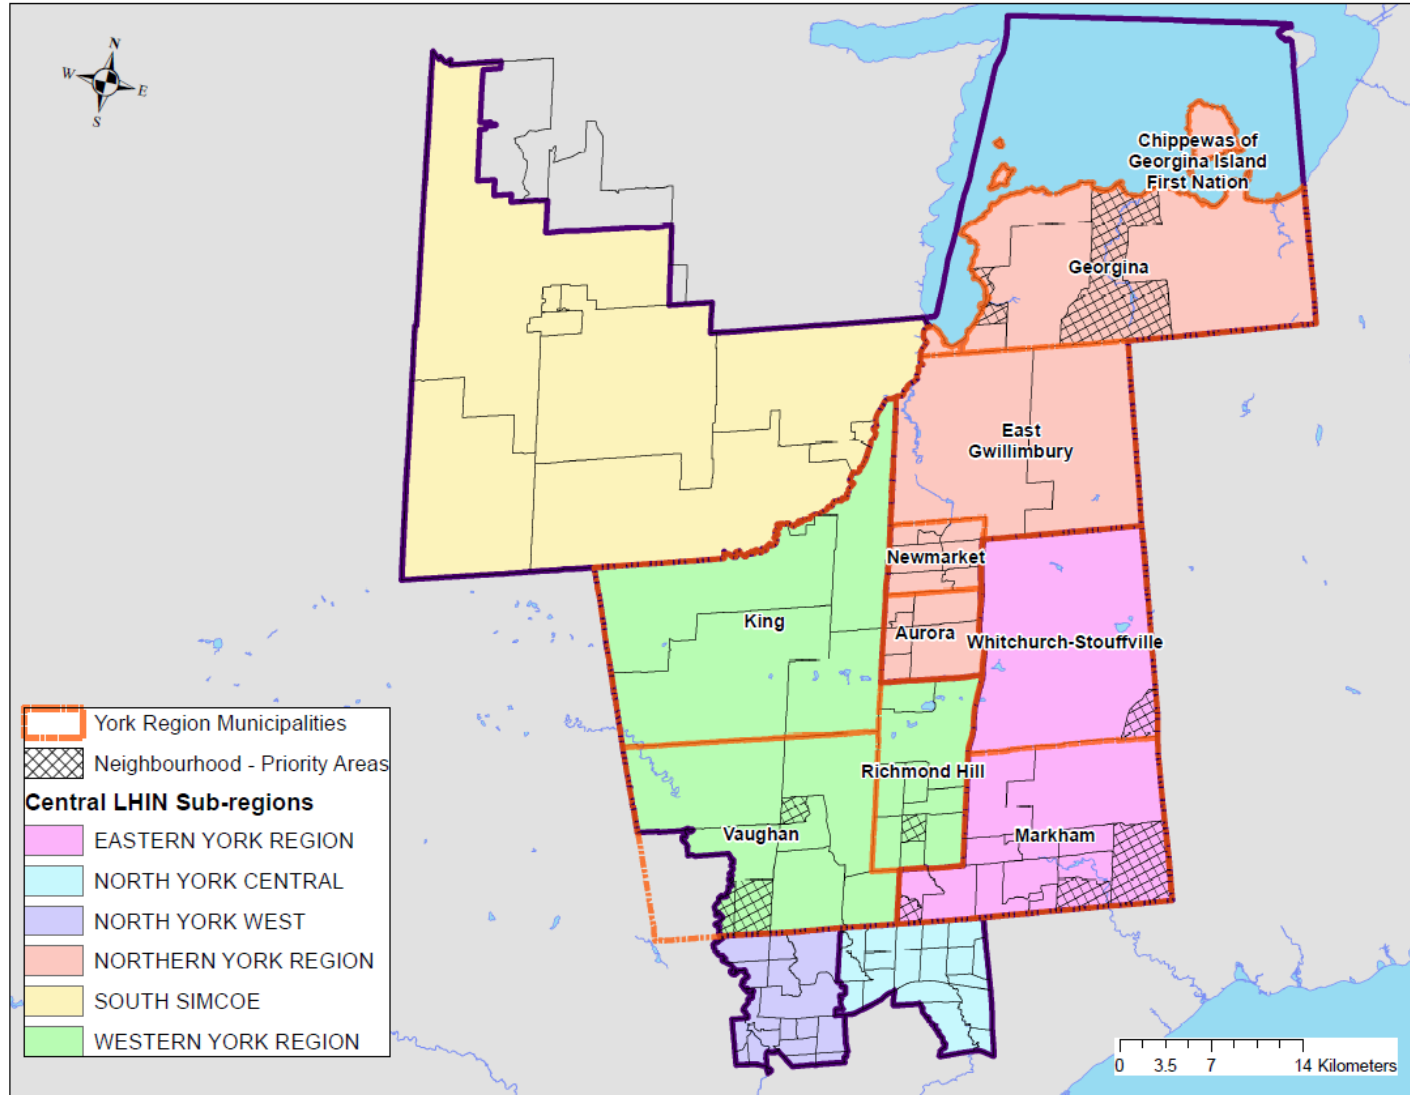 N
W
E
S
Chippewas of
Georgina Island
First Nation
Georgina
East
Gwillimbury
Newmarket
King
Aurora
Whitchurch-Stouffville
Richmond Hill
Vaughan
Markham
York Region Municipalities
Neighbourhood - Priority Areas
Central LHIN Sub-regions
EASTERN YORK REGION
NORTH YORK CENTRAL
NORTH YORK WEST
NORTHERN YORK REGION
SOUTH SIMCOE
WESTERN YORK REGION
0 3.5 7 14 Kilometers